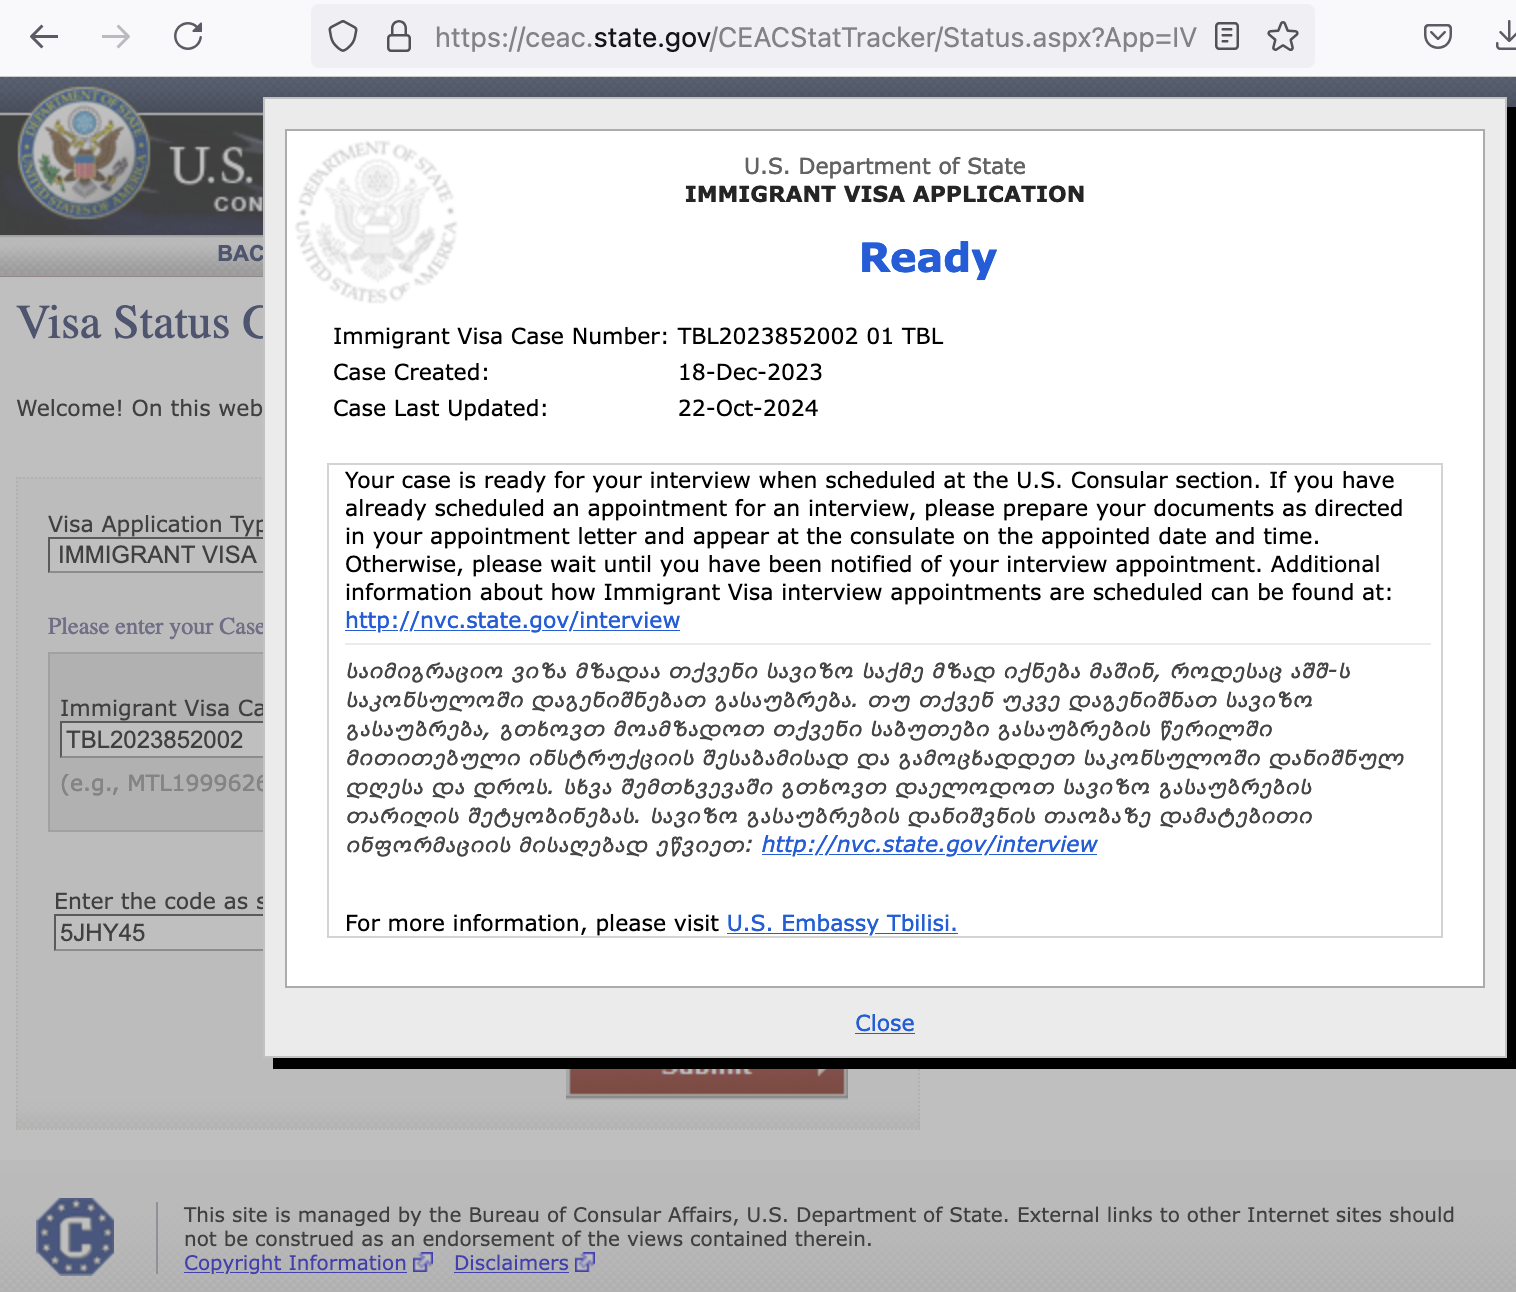 https://ceac.state.gov/CEACStatTracker/Status.aspx?App=IV
DEPARTMENT OF STATE
UNITED STATES OF AMERICA
U.S.
CON
BAC
Visa Status C
Welcome! On this web
Visa Application Typ
IMMIGRANT VISA
Please enter your Case
Immigrant Visa Ca
TBL2023852002
(e.g., MTL1999626
Enter the code as s
5JHY45
DEPARTMENT OF STATE
UNITED STATES OF AMERICA
U.S. Department of State
IMMIGRANT VISA APPLICATION
Ready
Immigrant Visa Case Number: TBL2023852002 01 TBL
Case Created: 18-Dec-2023
Case Last Updated: 22-Oct-2024
Your case is ready for your interview when scheduled at the U.S. Consular section. If you have
already scheduled an appointment for an interview, please prepare your documents as directed
in your appointment letter and appear at the consulate on the appointed date and time.
Otherwise, please wait until you have been notified of your interview appointment. Additional
information about how Immigrant Visa interview appointments are scheduled can be found at:
http://nvc.state.gov/interview
საიმიგრაციო ვიზა მზადაა თქვენი სავიზო საქმე მზად იქნება მაშინ, როდესაც აშშ-ს
საკონსულოში დაგენიშნებათ გასაუბრება. თუ თქვენ უკვე დაგენიშნათ სავიზო
გასაუბრება, გთხოვთ მოამზადოთ თქვენი საბუთები გასაუბრების წერილში
მითითებული ინსტრუქციის შესაბამისად და გამოცხადდეთ საკონსულოში დანიშნულ
დღესა და დროს. სხვა შემთხვევაში გთხოვთ დაელოდოთ სავიზო გასაუბრების
თარიღის შეტყობინებას. სავიზო გასაუბრების დანიშვნის თაობაზე დამატებითი
ინფორმაციის მისაღებად ეწვიეთ: http://nvc.state.gov/interview
For more information, please visit U.S. Embassy Tbilisi.
Close
Submit
C
This site is managed by the Bureau of Consular Affairs, U.S. Department of State. External links to other Internet sites should
not be construed as an endorsement of the views contained therein.
Copyright Information Disclaimers